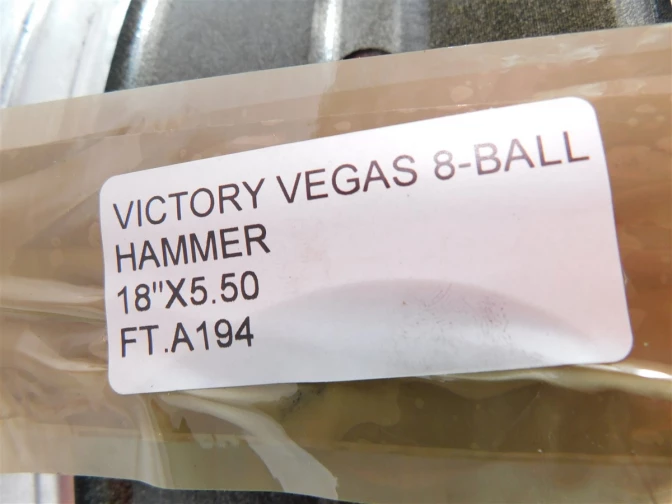 VICTORY VEGAS 8-BALL
HAMMER
18"X5.50
FT.A194